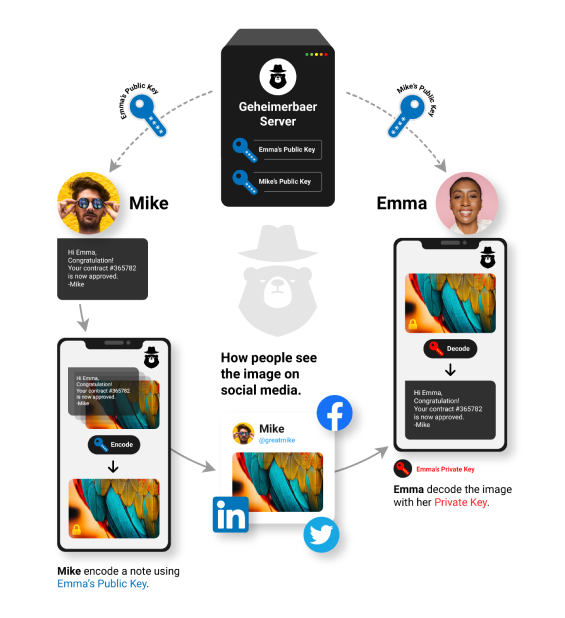 Emma's Public Key
Mike's Public Key
Geheimerbaer
Server
Emma's Public Key
Mike's Public Key
Mike
Emma
Hi Emma,
Congratulation!
Your contract #365782
is now approved.
-Mike
How people see
the image on
social media.
Hi Emma,
Congratulation!
Your contract #365782
is now approved.
-Mike
Encode
Mike
@greatmike
f
in
Decode
Hi Emma,
Congratulation!
Your contract #365782
is now approved.
-Mike
Emma's Private Key
Emma decode the image
with her Private Key.
Mike encode a note using
Emma's Public Key.